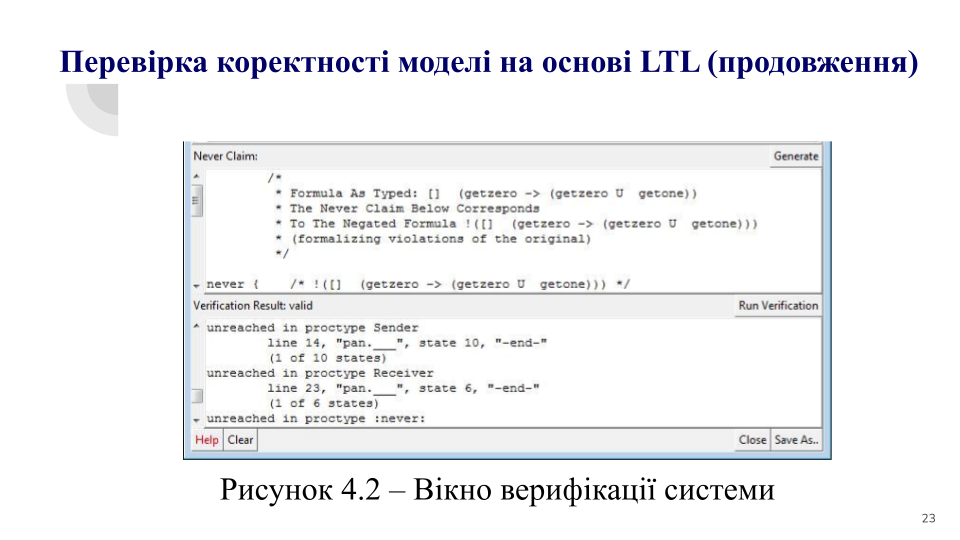 Перевірка коректності моделі на основі LTL (продовження)
Never Claim:
Generate
/*
* Formula As Typed: []  (getzero -> (getzero U  getone))
* The Never Claim Below Corresponds
* To The Negated Formula !([]  (getzero -> (getzero U  getone)))
* (formalizing violations of the original)
*/
never {    /* !([]  (getzero -> (getzero U  getone))) */
Verification Result: valid
Run Verification
unreached in proctype Sender
line 14, "pan.___", state 10, "-end-"
(1 of 10 states)
unreached in proctype Receiver
line 23, "pan.___", state 6, "-end-"
(1 of 6 states)
unreached in proctype :never:
Help Clear
Close Save As..
Рисунок 4.2 – Вікно верифікації системи
23